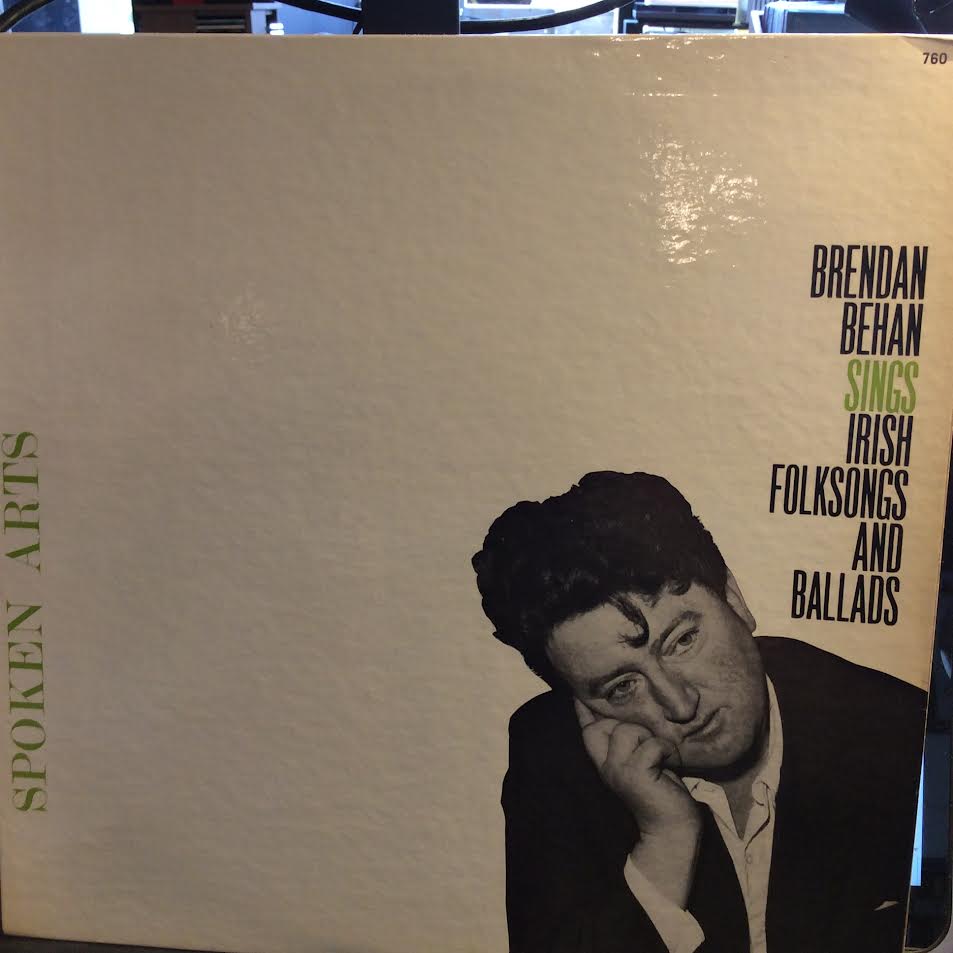 760
BRENDAN
BEHAN
SINGS
IRISH
FOLKSONGS
AND
BALLADS
SPOKEN ARTS